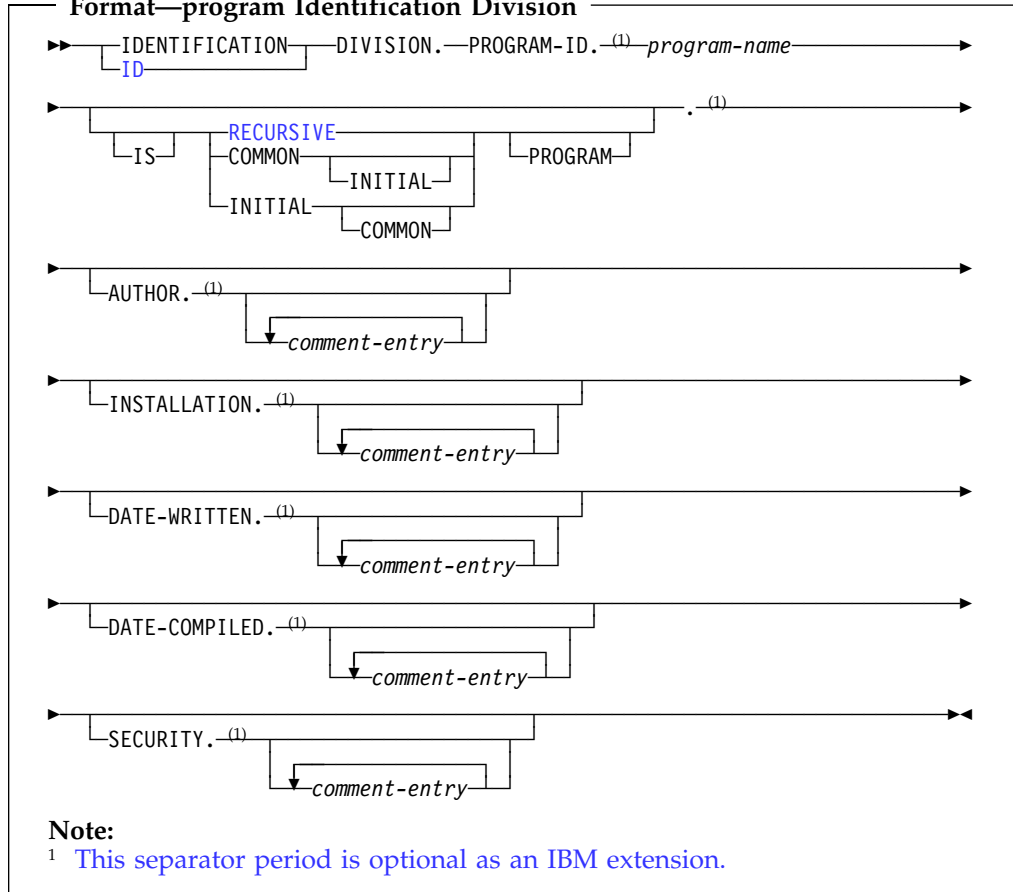 Format—program Identification Division
IDENTIFICATION DIVISION. PROGRAM-ID. (1) program-name
ID
. (1)
RECURSIVE
IS COMMON PROGRAM
INITIAL
INITIAL
COMMON
AUTHOR. (1)
comment-entry
INSTALLATION. (1)
comment-entry
DATE-WRITTEN. (1)
comment-entry
DATE-COMPILED. (1)
comment-entry
SECURITY. (1)
comment-entry
Note:
1 This separator period is optional as an IBM extension.